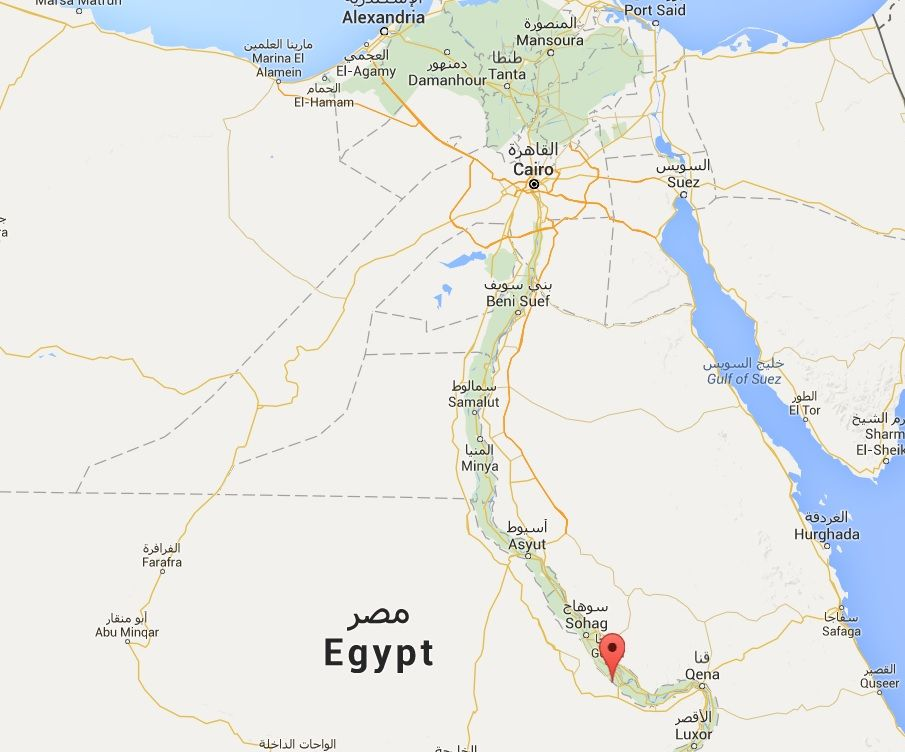 Marsa Matruh
الإسكندرية
Alexandria
المنصورة
Mansoura
Port Said
مارينا العلمين
Marina El
Alamein
العجمي
El-Agamy
دمنهور
Damanhour
طنطا
Tanta
الحمام
El-Hamam
القاهرة
Cairo
السويس
Suez
بني سويف
Beni Suef
خليج السويس
Gulf of Suez
سمالوط
Samalut
الطور
El Tor
المنيا
Minya
رم الشيخ
Sharm
El-Sheik
أسيوط
Asyut
الغردقة
Hurghada
الفرافرة
Farafra
أبو منقار
Abu Minqar
مصر
Egypt
سوهاج
Sohag
سفاجا
Safaga
قنا
Qena
القصير
Quseer
الأقصر
Luxor
الواحات الداخلة